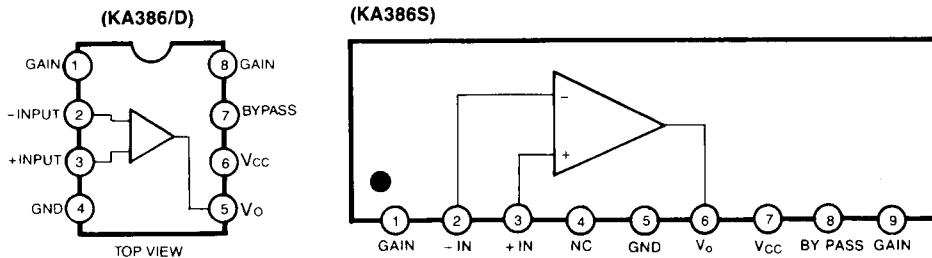 (KA386/D)
GAIN 1 8 GAIN
−INPUT 2 7 BYPASS
+INPUT 3 6 VCC
GND 4 5 VO
TOP VIEW
(KA386S)
−
+
1 2 3 4 5 6 7 8 9
GAIN − IN + IN NC GND Vo VCC BY PASS GAIN